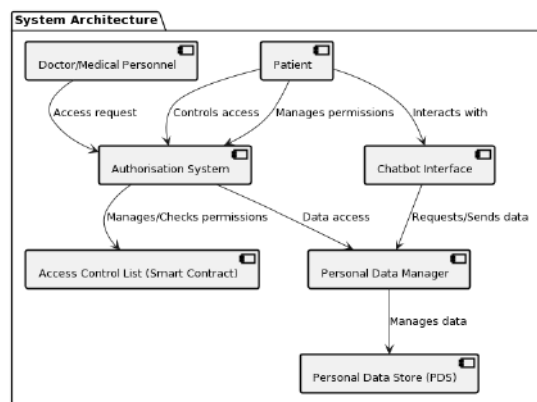 System Architecture
Doctor/Medical Personnel
Patient
Access request
Controls access
Manages permissions
Interacts with
Authorisation System
Chatbot Interface
Manages/Checks permissions
Data access
Requests/Sends data
Access Control List (Smart Contract)
Personal Data Manager
Manages data
Personal Data Store (PDS)